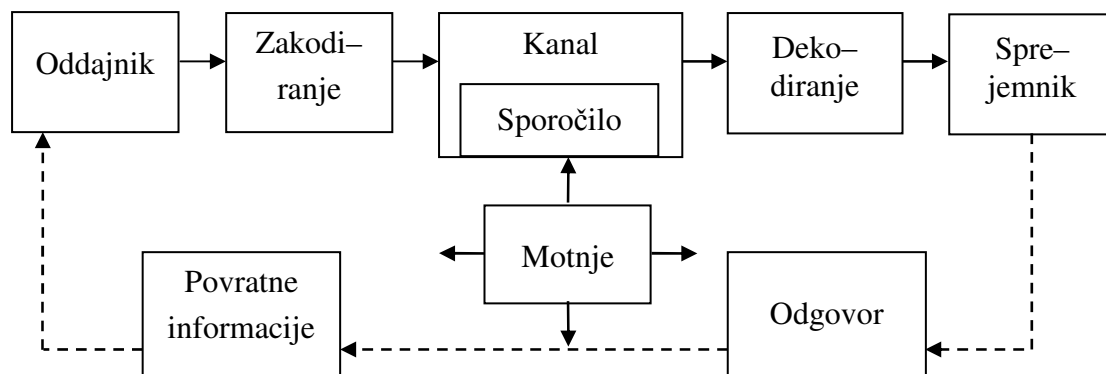 Oddajnik
Zakodi–
ranje
Kanal
Sporočilo
Deko–
diranje
Spre–
jemnik
Motnje
Povratne
informacije
Odgovor